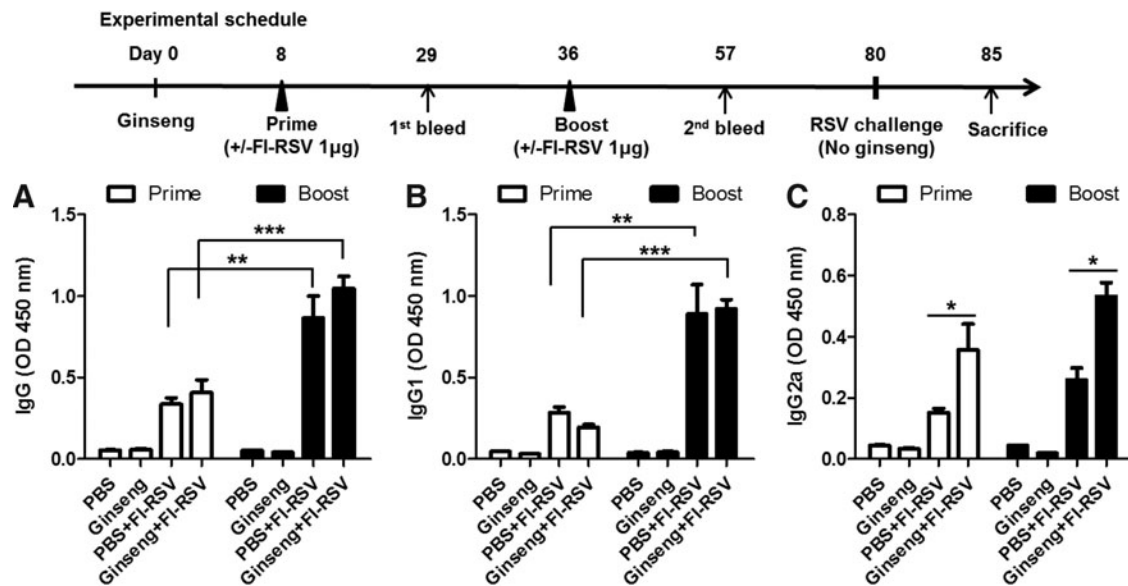 Experimental schedule
Day 0 8 29 36 57 80 85
Ginseng Prime 1st bleed Boost 2nd bleed RSV challenge Sacrifice
(+/-FI-RSV 1µg) (+/-FI-RSV 1µg) (No ginseng)
A Prime Boost
1.5
1.0
0.5
0.0
IgG (OD 450 nm)
** ***
PBS Ginseng PBS+FI-RSV Ginseng+FI-RSV PBS Ginseng PBS+FI-RSV Ginseng+FI-RSV
B Prime Boost
1.5
1.0
0.5
0.0
IgG1 (OD 450 nm)
** ***
PBS Ginseng PBS+FI-RSV Ginseng+FI-RSV PBS Ginseng PBS+FI-RSV Ginseng+FI-RSV
C Prime Boost
0.8
0.6
0.4
0.2
0.0
IgG2a (OD 450 nm)
* *
PBS Ginseng PBS+FI-RSV Ginseng+FI-RSV PBS Ginseng PBS+FI-RSV Ginseng+FI-RSV